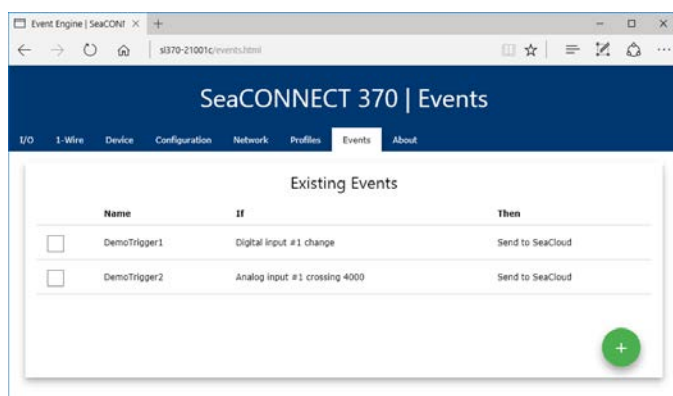 Event Engine | SeaCONf
sl370-21001c/events.html
SeaCONNECT 370 | Events
I/O 1-Wire Device Configuration Network Profiles Events About
Existing Events
Name If Then
DemoTrigger1 Digital input #1 change Send to SeaCloud
DemoTrigger2 Analog input #1 crossing 4000 Send to SeaCloud